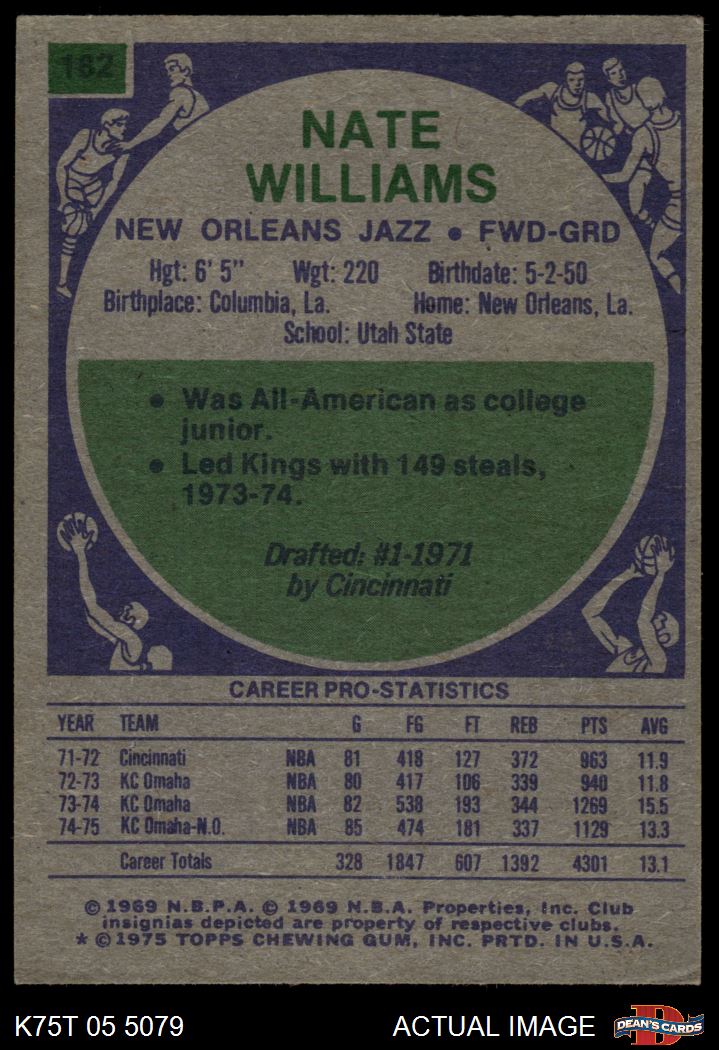 162
NATE
WILLIAMS
NEW ORLEANS JAZZ • FWD-GRD
Hgt: 6' 5" Wgt: 220 Birthdate: 5-2-50
Birthplace: Columbia, La. Home: New Orleans, La.
School: Utah State
• Was All-American as college
junior.
• Led Kings with 149 steals,
1973-74.
Drafted: #1-1971
by Cincinnati
CAREER PRO-STATISTICS
YEAR TEAM G FG FT REB PTS AVG
71-72 Cincinnati NBA 81 418 127 372 963 11.9
72-73 KC Omaha NBA 80 417 106 339 940 11.8
73-74 KC Omaha NBA 82 538 193 344 1269 15.5
74-75 KC Omaha-N.O. NBA 85 474 181 337 1129 13.3
Career Totals 328 1847 607 1392 4301 13.1
© 1969 N.B.P.A. © 1969 N.B.A. Properties, Inc. Club
insignias depicted are property of respective clubs.
* © 1975 TOPPS CHEWING GUM, INC. PRTD. IN U.S.A.
K75T 05 5079 ACTUAL IMAGE D DEAN'S CARDS